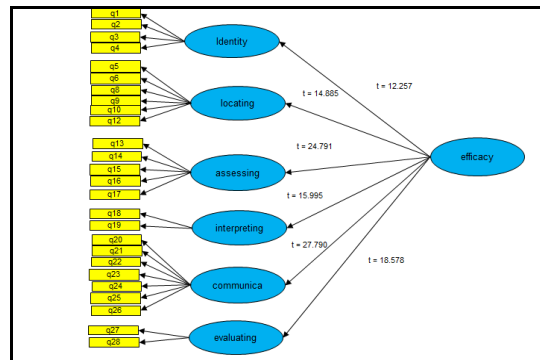 q1
q2
q3
q4
Identity
q5
q6
q8
q9
q10
q12
locating
q13
q14
q15
q16
q17
assessing
q18
q19
interpreting
q20
q21
q22
q23
q24
q25
q26
communica
q27
q28
evaluating
t = 12.257
t = 14.885
t = 24.791
t = 15.995
t = 27.790
t = 18.578
efficacy